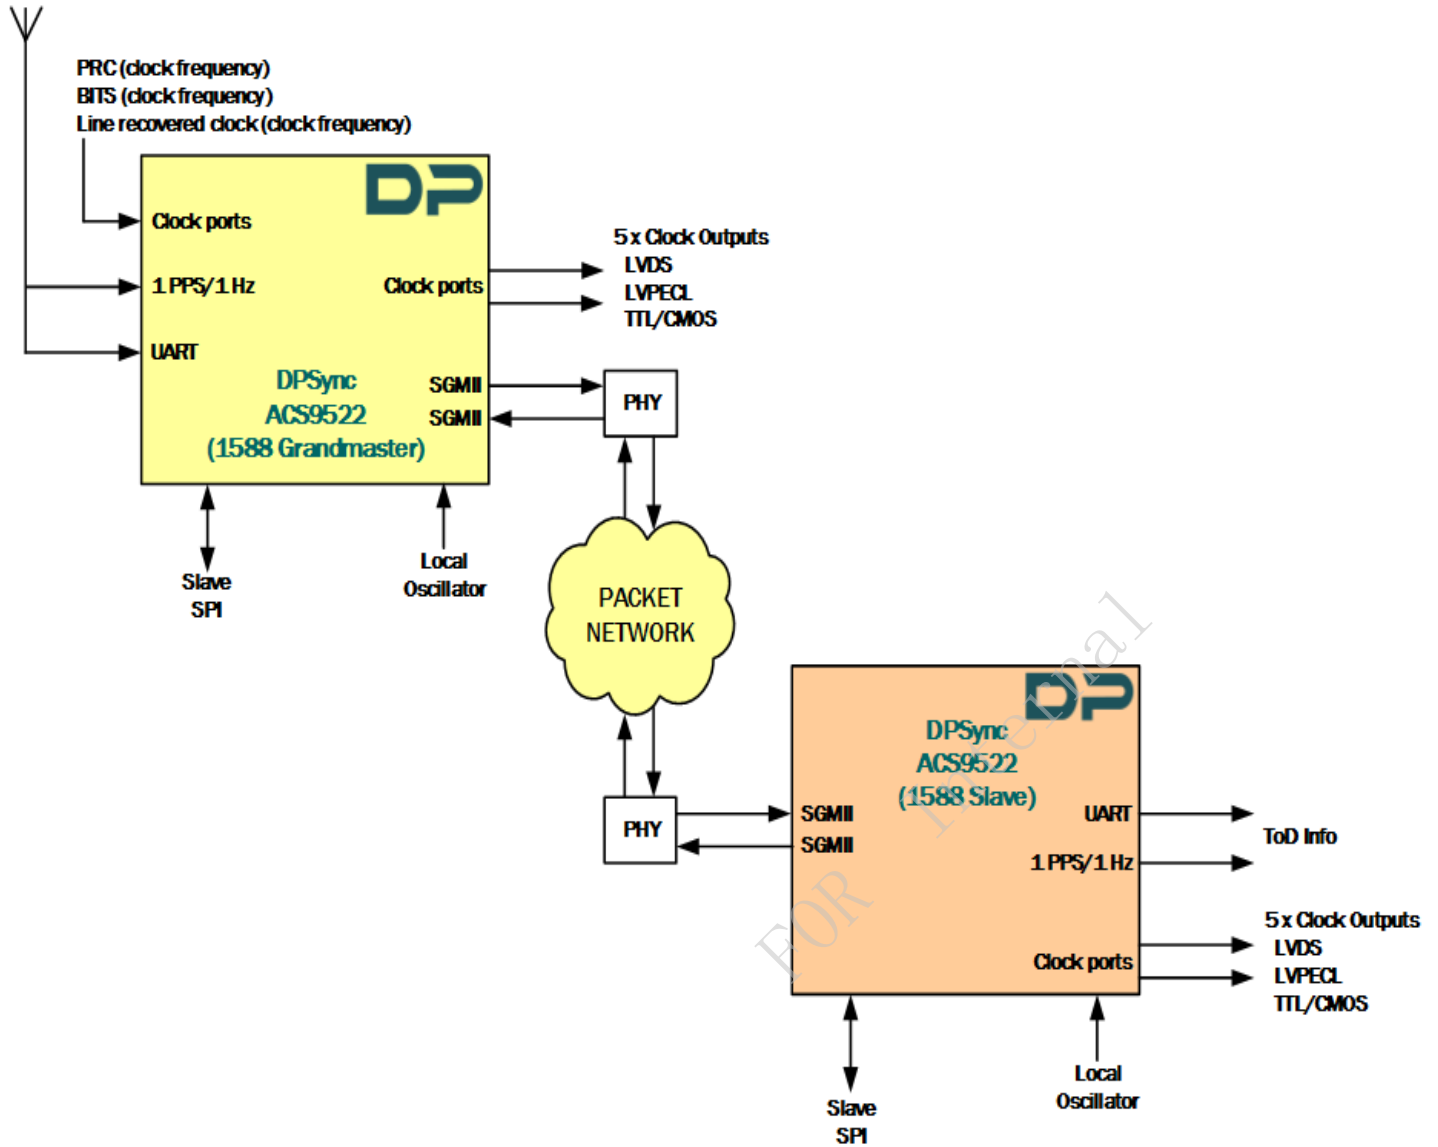 PRC (clock frequency)
BITS (clock frequency)
Line recovered clock (clock frequency)
DP
Clock ports
1 PPS/1 Hz
UART
Clock ports
SGMII
SGMII
DPSync
ACS9522
(1588 Grandmaster)
5 x Clock Outputs
LVDS
LVPECL
TTL/CMOS
PHY
Slave
SPI
Local
Oscillator
PACKET
NETWORK
PHY
DP
DPSync
ACS9522
(1588 Slave)
SGMII
SGMII
UART
1 PPS/1 Hz
Clock ports
ToD Info
5 x Clock Outputs
LVDS
LVPECL
TTL/CMOS
Slave
SPI
Local
Oscillator
FOR Internal